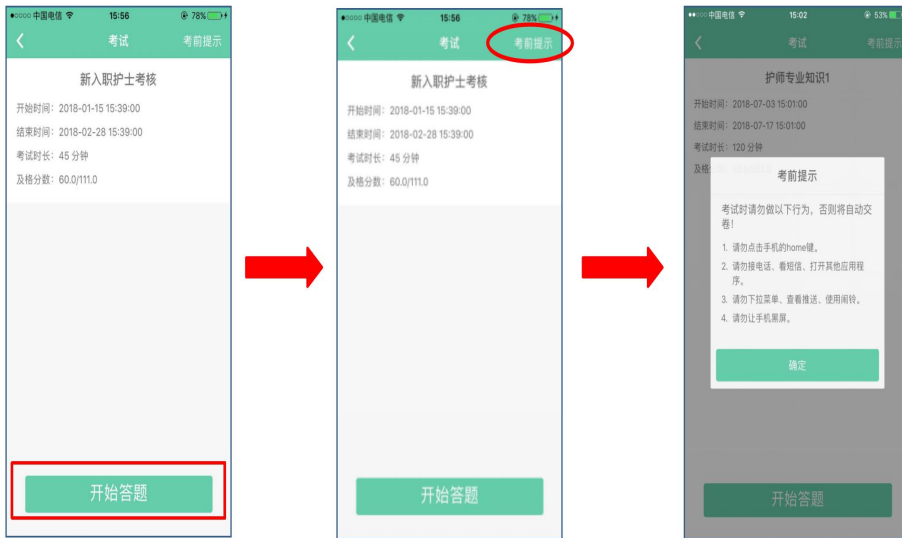 中国电信 15:56 78%
考试 考前提示
新入职护士考核
开始时间：2018-01-15 15:39:00
结束时间：2018-02-28 15:39:00
考试时长：45 分钟
及格分数：60.0/111.0
开始答题
中国电信 15:56 78%
考试 考前提示
新入职护士考核
开始时间：2018-01-15 15:39:00
结束时间：2018-02-28 15:39:00
考试时长：45 分钟
及格分数：60.0/111.0
开始答题
中国电信 15:02 53%
考试 考前提示
护师专业知识1
开始时间：2018-07-03 15:01:00
结束时间：2018-07-17 15:01:00
考试时长：120 分钟
及格
考前提示
考试时请勿做以下行为，否则将自动交
卷！
1. 请勿点击手机的home键。
2. 请勿接电话、看短信、打开其他应用程
序。
3. 请勿下拉菜单、查看推送、使用闹铃。
4. 请勿让手机黑屏。
确定
开始答题